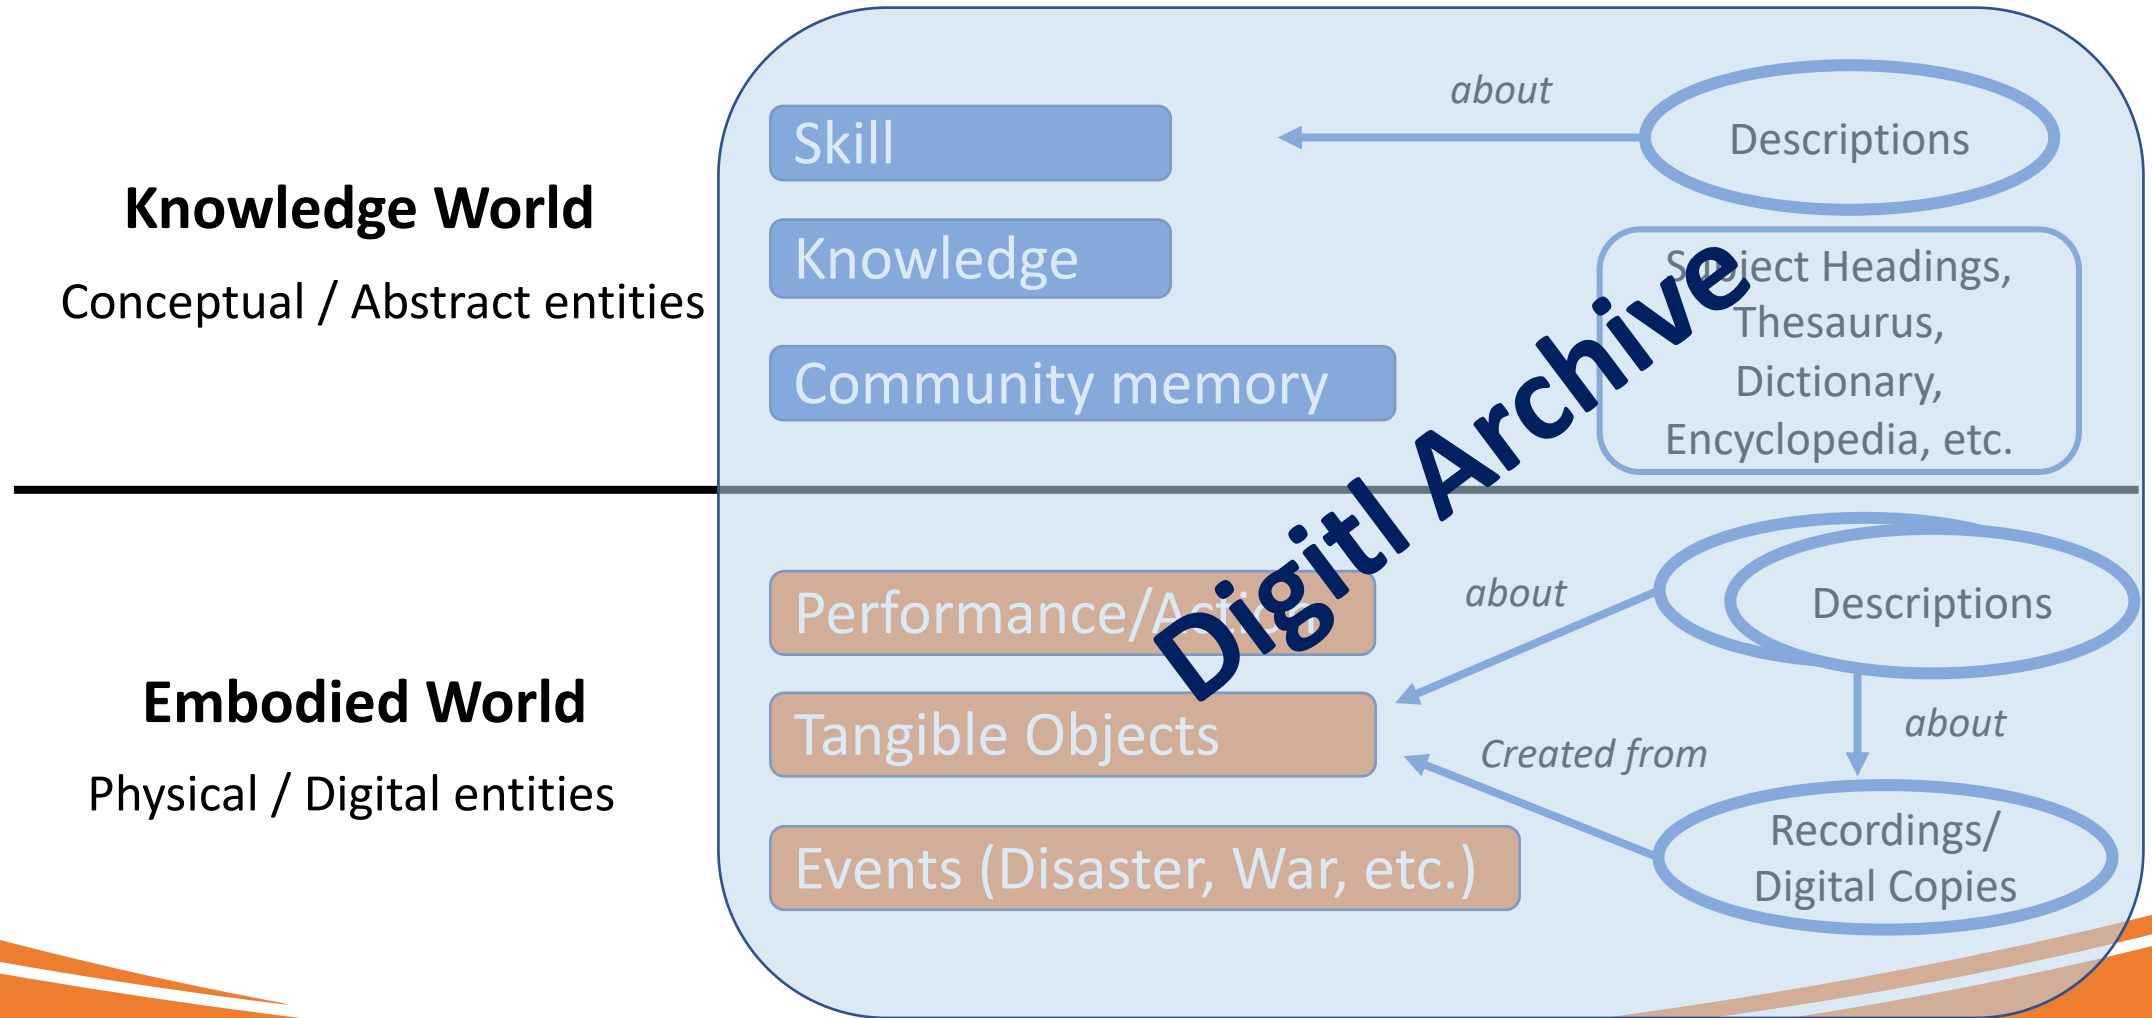 Knowledge World
Conceptual / Abstract entities
Skill
Knowledge
Community memory
about
Descriptions
Subject Headings,
Thesaurus,
Dictionary,
Encyclopedia, etc.
Digitl Archive
Embodied World
Physical / Digital entities
Performance/Action
Tangible Objects
Events (Disaster, War, etc.)
about
Descriptions
about
Created from
Recordings/
Digital Copies